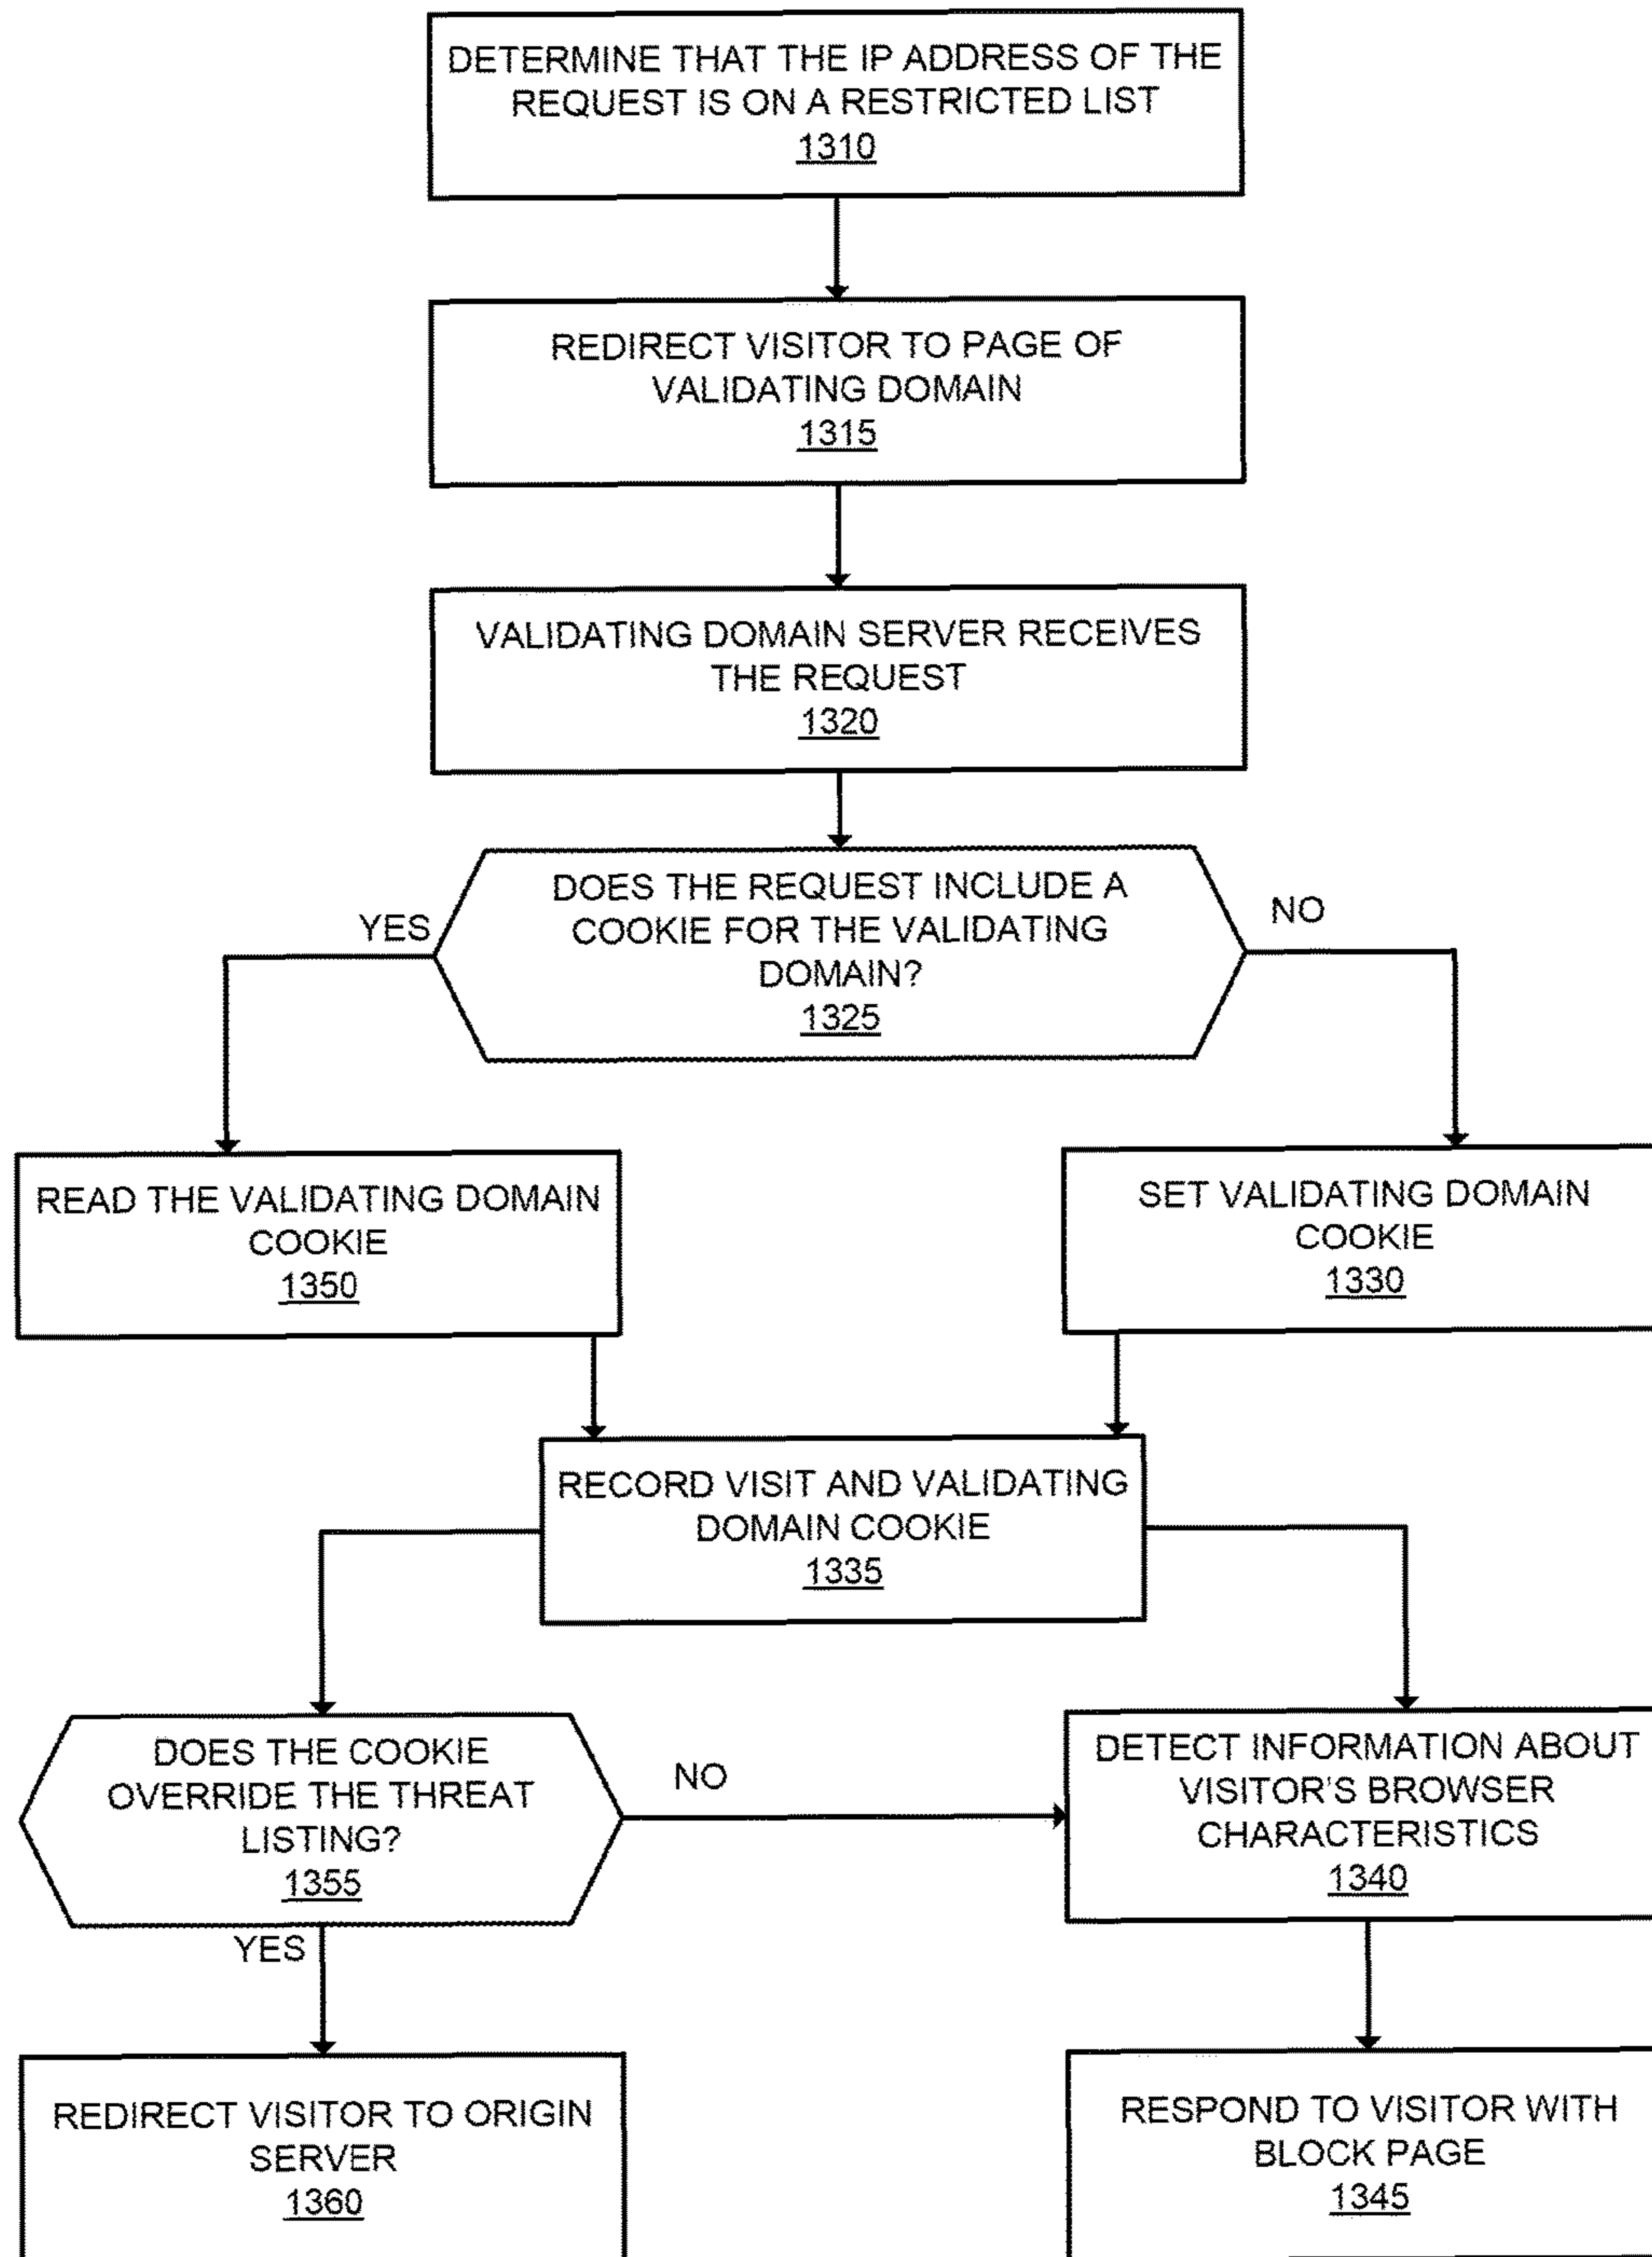 DETERMINE THAT THE IP ADDRESS OF THE
REQUEST IS ON A RESTRICTED LIST
1310
REDIRECT VISITOR TO PAGE OF
VALIDATING DOMAIN
1315
VALIDATING DOMAIN SERVER RECEIVES
THE REQUEST
1320
DOES THE REQUEST INCLUDE A
COOKIE FOR THE VALIDATING
DOMAIN?
1325
YES
NO
READ THE VALIDATING DOMAIN
COOKIE
1350
SET VALIDATING DOMAIN
COOKIE
1330
RECORD VISIT AND VALIDATING
DOMAIN COOKIE
1335
DOES THE COOKIE
OVERRIDE THE THREAT
LISTING?
1355
NO
YES
DETECT INFORMATION ABOUT
VISITOR'S BROWSER
CHARACTERISTICS
1340
REDIRECT VISITOR TO ORIGIN
SERVER
1360
RESPOND TO VISITOR WITH
BLOCK PAGE
1345